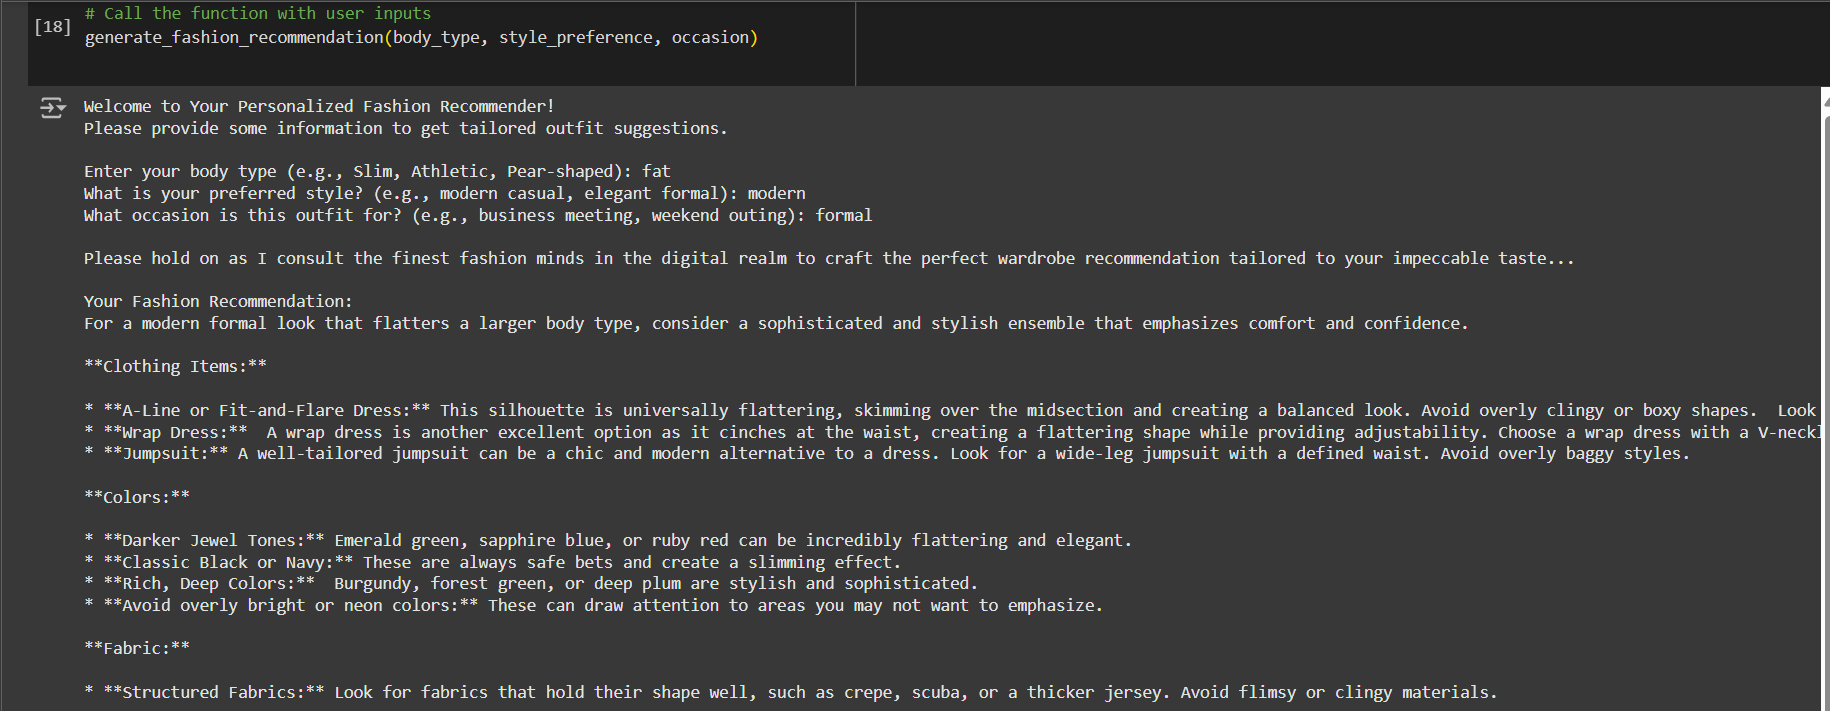 # Call the function with user inputs
[18]
generate_fashion_recommendation(body_type, style_preference, occasion)
Welcome to Your Personalized Fashion Recommender!
Please provide some information to get tailored outfit suggestions.
Enter your body type (e.g., Slim, Athletic, Pear-shaped): fat
What is your preferred style? (e.g., modern casual, elegant formal): modern
What occasion is this outfit for? (e.g., business meeting, weekend outing): formal
Please hold on as I consult the finest fashion minds in the digital realm to craft the perfect wardrobe recommendation tailored to your impeccable taste...
Your Fashion Recommendation:
For a modern formal look that flatters a larger body type, consider a sophisticated and stylish ensemble that emphasizes comfort and confidence.
**Clothing Items:**
* **A-Line or Fit-and-Flare Dress:** This silhouette is universally flattering, skimming over the midsection and creating a balanced look. Avoid overly clingy or boxy shapes.  Look
* **Wrap Dress:**  A wrap dress is another excellent option as it cinches at the waist, creating a flattering shape while providing adjustability. Choose a wrap dress with a V-neckl
* **Jumpsuit:** A well-tailored jumpsuit can be a chic and modern alternative to a dress. Look for a wide-leg jumpsuit with a defined waist. Avoid overly baggy styles.
**Colors:**
* **Darker Jewel Tones:** Emerald green, sapphire blue, or ruby red can be incredibly flattering and elegant.
* **Classic Black or Navy:** These are always safe bets and create a slimming effect.
* **Rich, Deep Colors:**  Burgundy, forest green, or deep plum are stylish and sophisticated.
* **Avoid overly bright or neon colors:** These can draw attention to areas you may not want to emphasize.
**Fabric:**
* **Structured Fabrics:** Look for fabrics that hold their shape well, such as crepe, scuba, or a thicker jersey. Avoid flimsy or clingy materials.